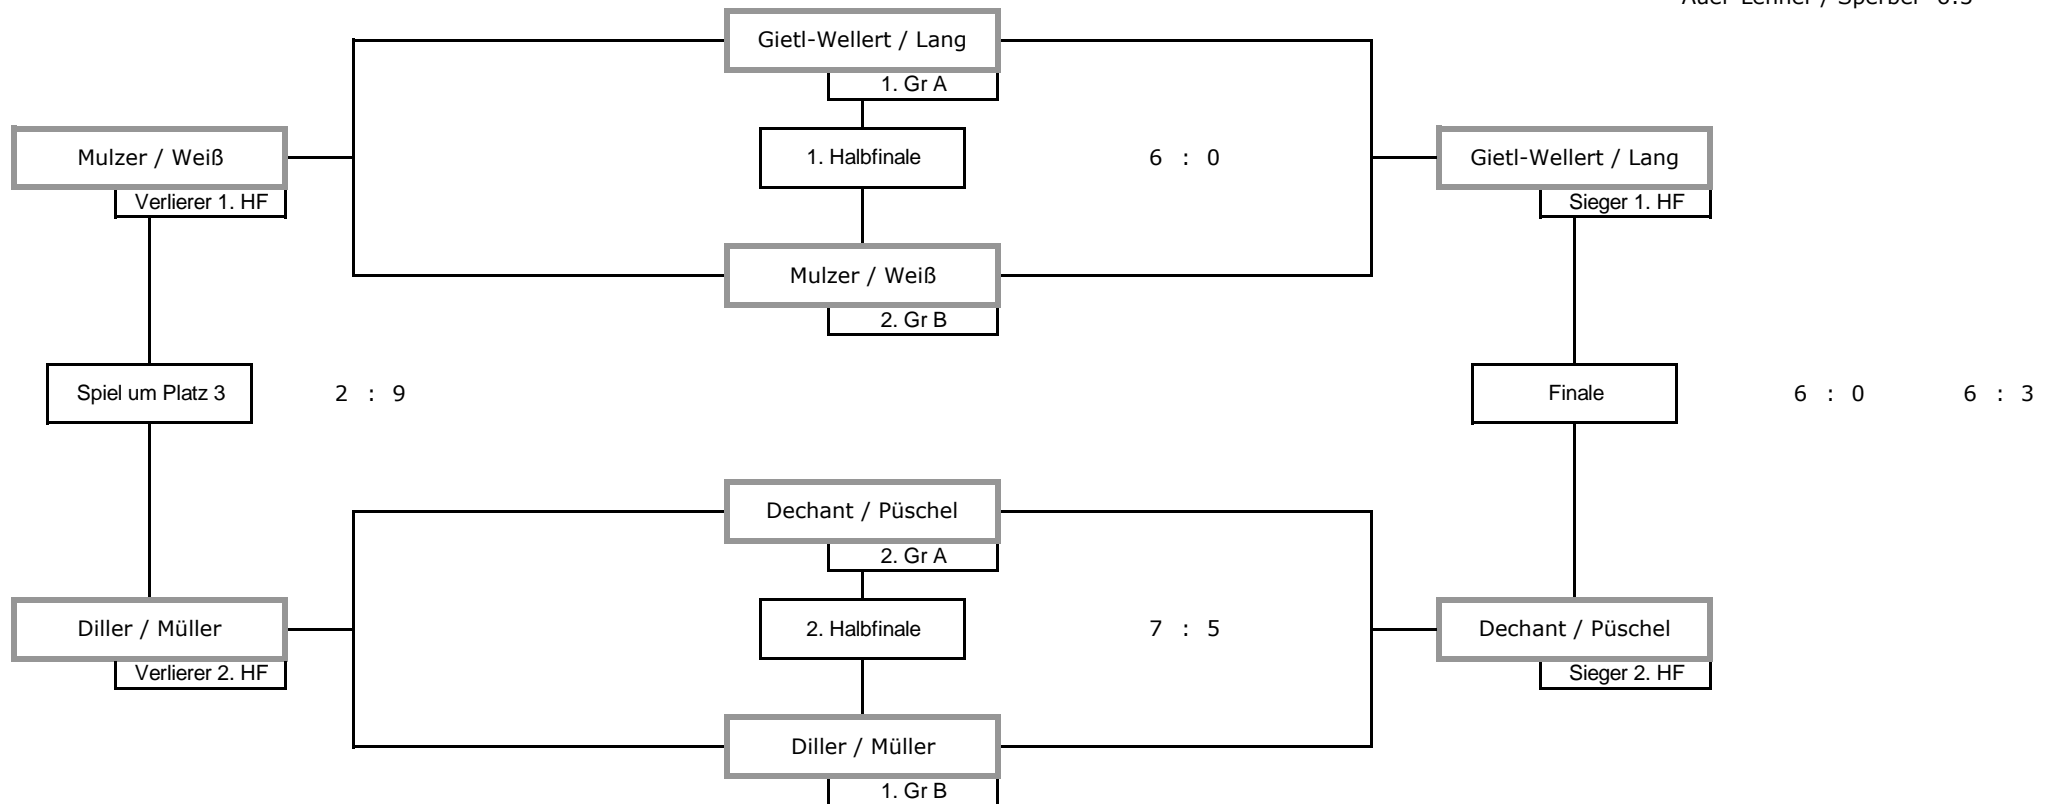 Gietl-Wellert / Lang
1. Gr A
Mulzer / Weiß
1. Halbfinale
6 : 0
Gietl-Wellert / Lang
Verlierer 1. HF
Sieger 1. HF
Mulzer / Weiß
2. Gr B
Spiel um Platz 3
2 : 9
Finale
6 : 0
6 : 3
Dechant / Püschel
2. Gr A
Diller / Müller
2. Halbfinale
7 : 5
Dechant / Püschel
Verlierer 2. HF
Sieger 2. HF
Diller / Müller
1. Gr B